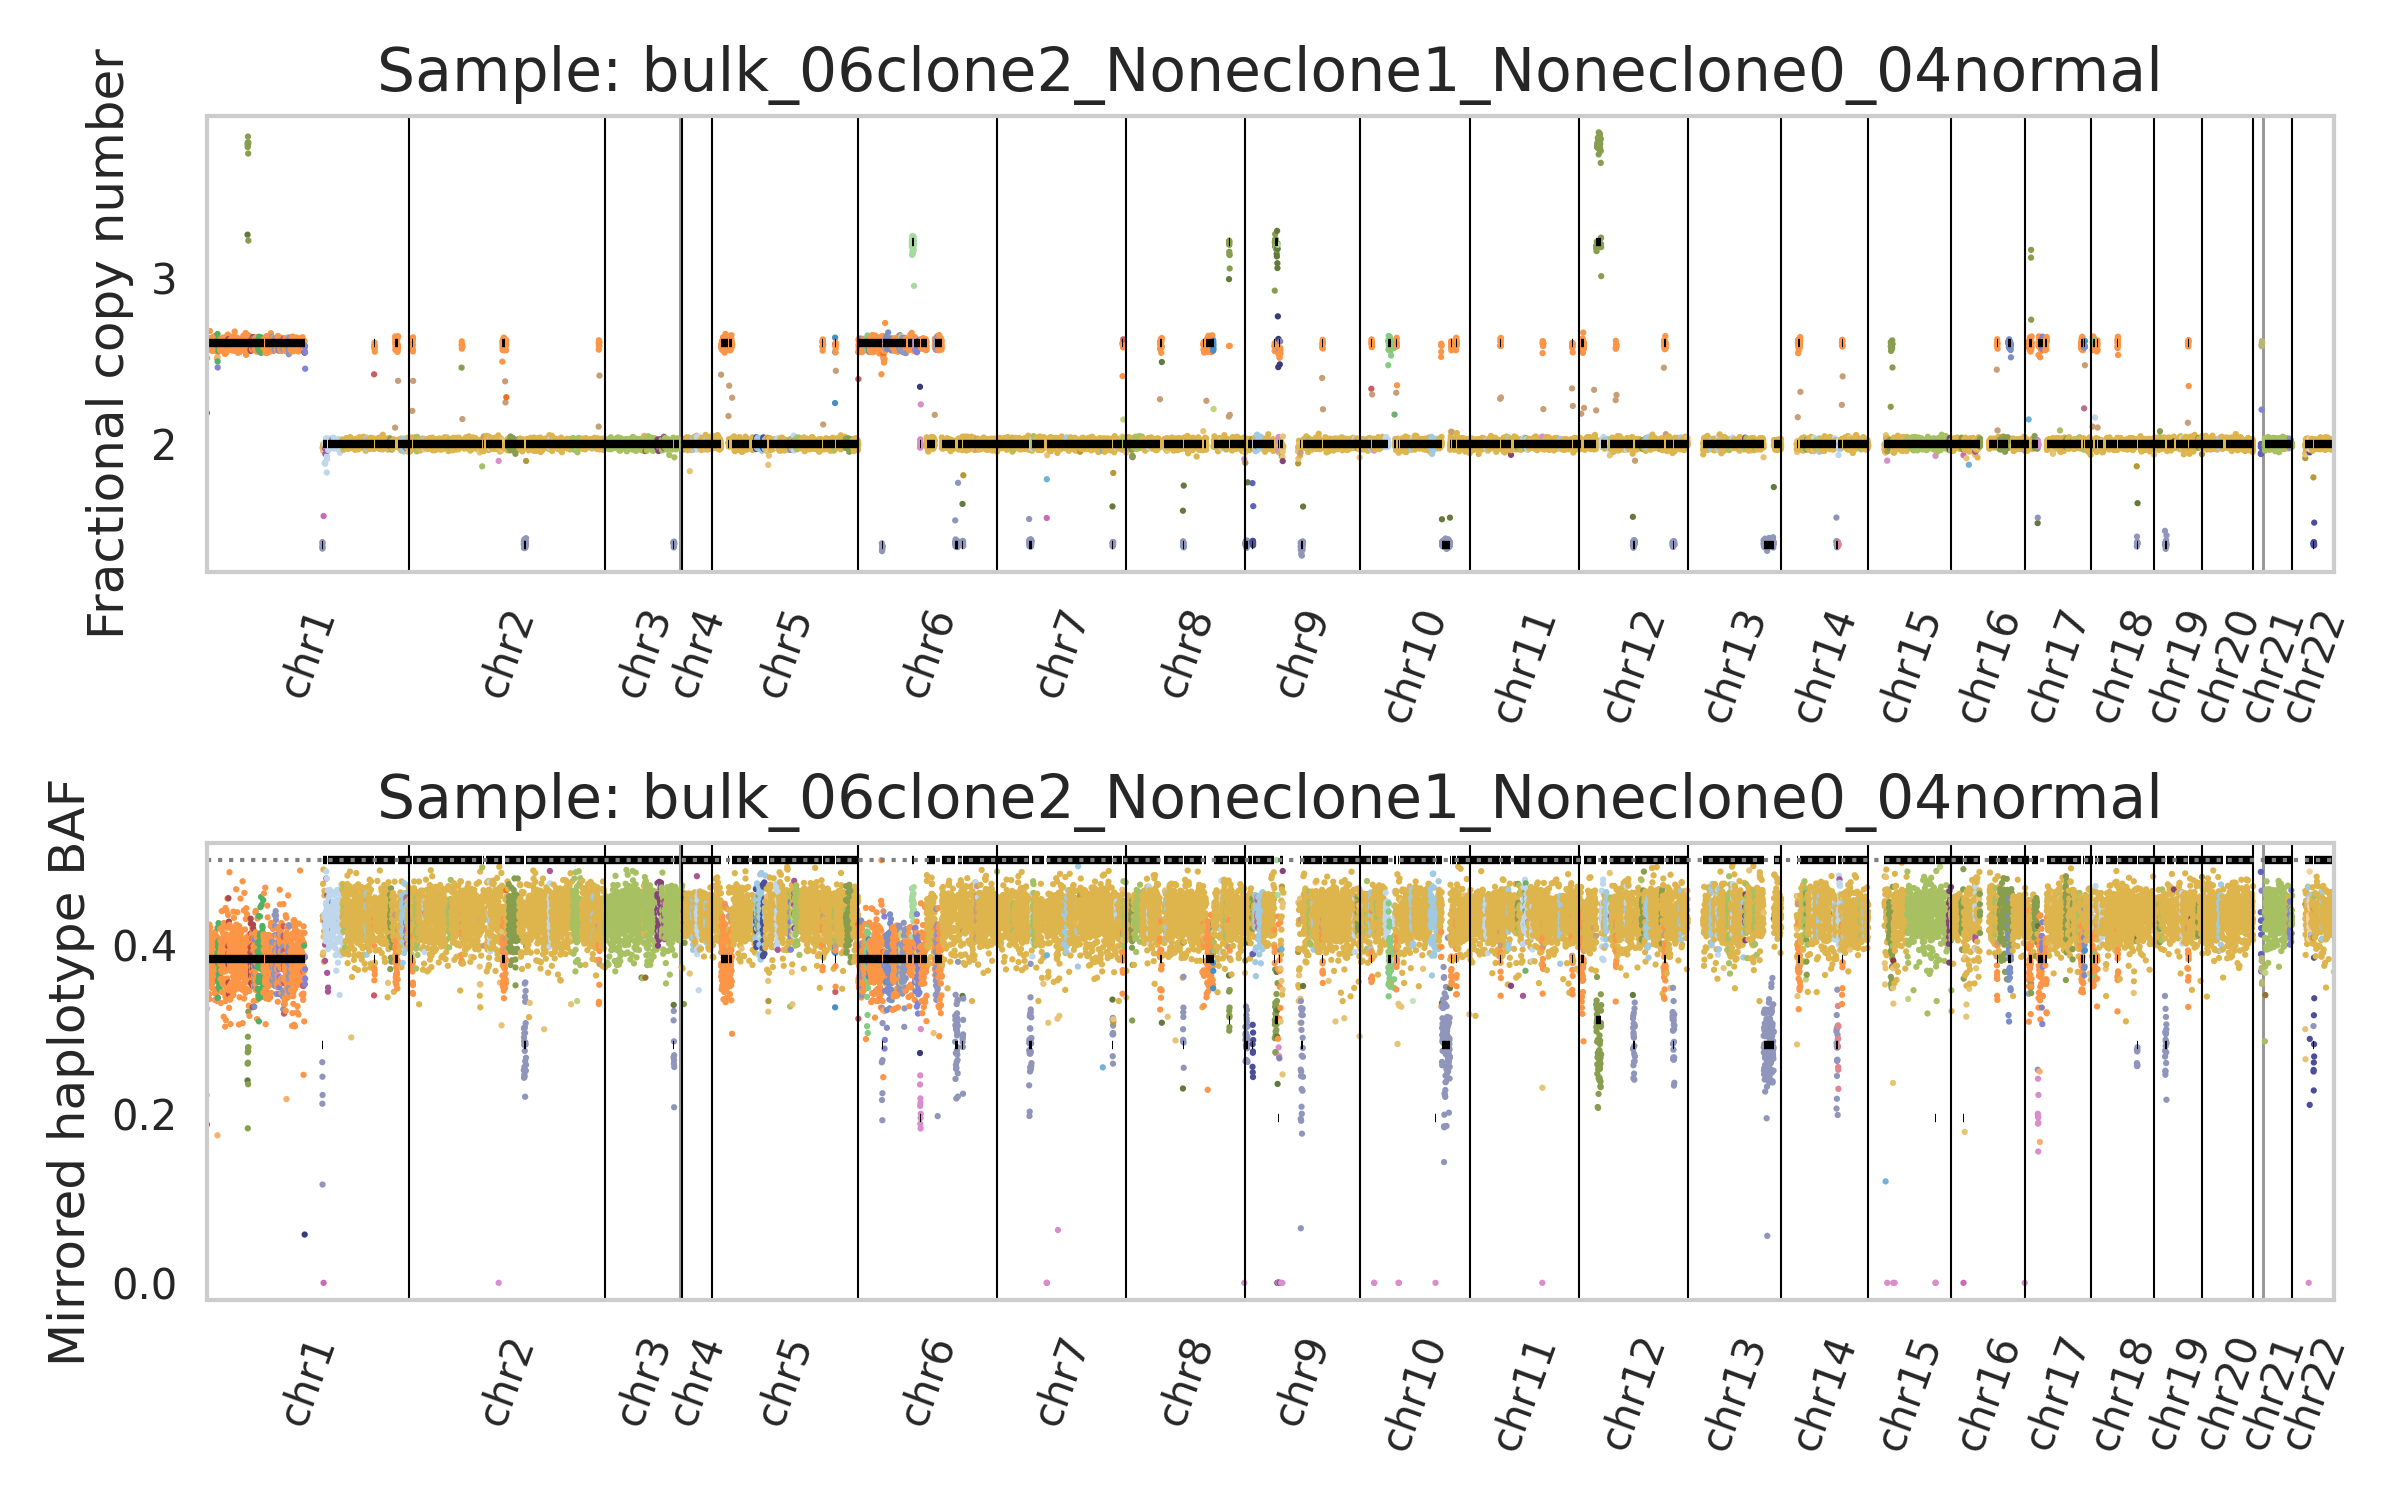 Sample: bulk_06clone2_Noneclone1_Noneclone0_04normal
Fractional copy number
3
2
chr1 chr2 chr3 chr4 chr5 chr6 chr7 chr8 chr9 chr10 chr11 chr12 chr13 chr14 chr15 chr16 chr17 chr18 chr19 chr20 chr21 chr22
Sample: bulk_06clone2_Noneclone1_Noneclone0_04normal
Mirrored haplotype BAF
0.4
0.2
0.0
chr1 chr2 chr3 chr4 chr5 chr6 chr7 chr8 chr9 chr10 chr11 chr12 chr13 chr14 chr15 chr16 chr17 chr18 chr19 chr20 chr21 chr22